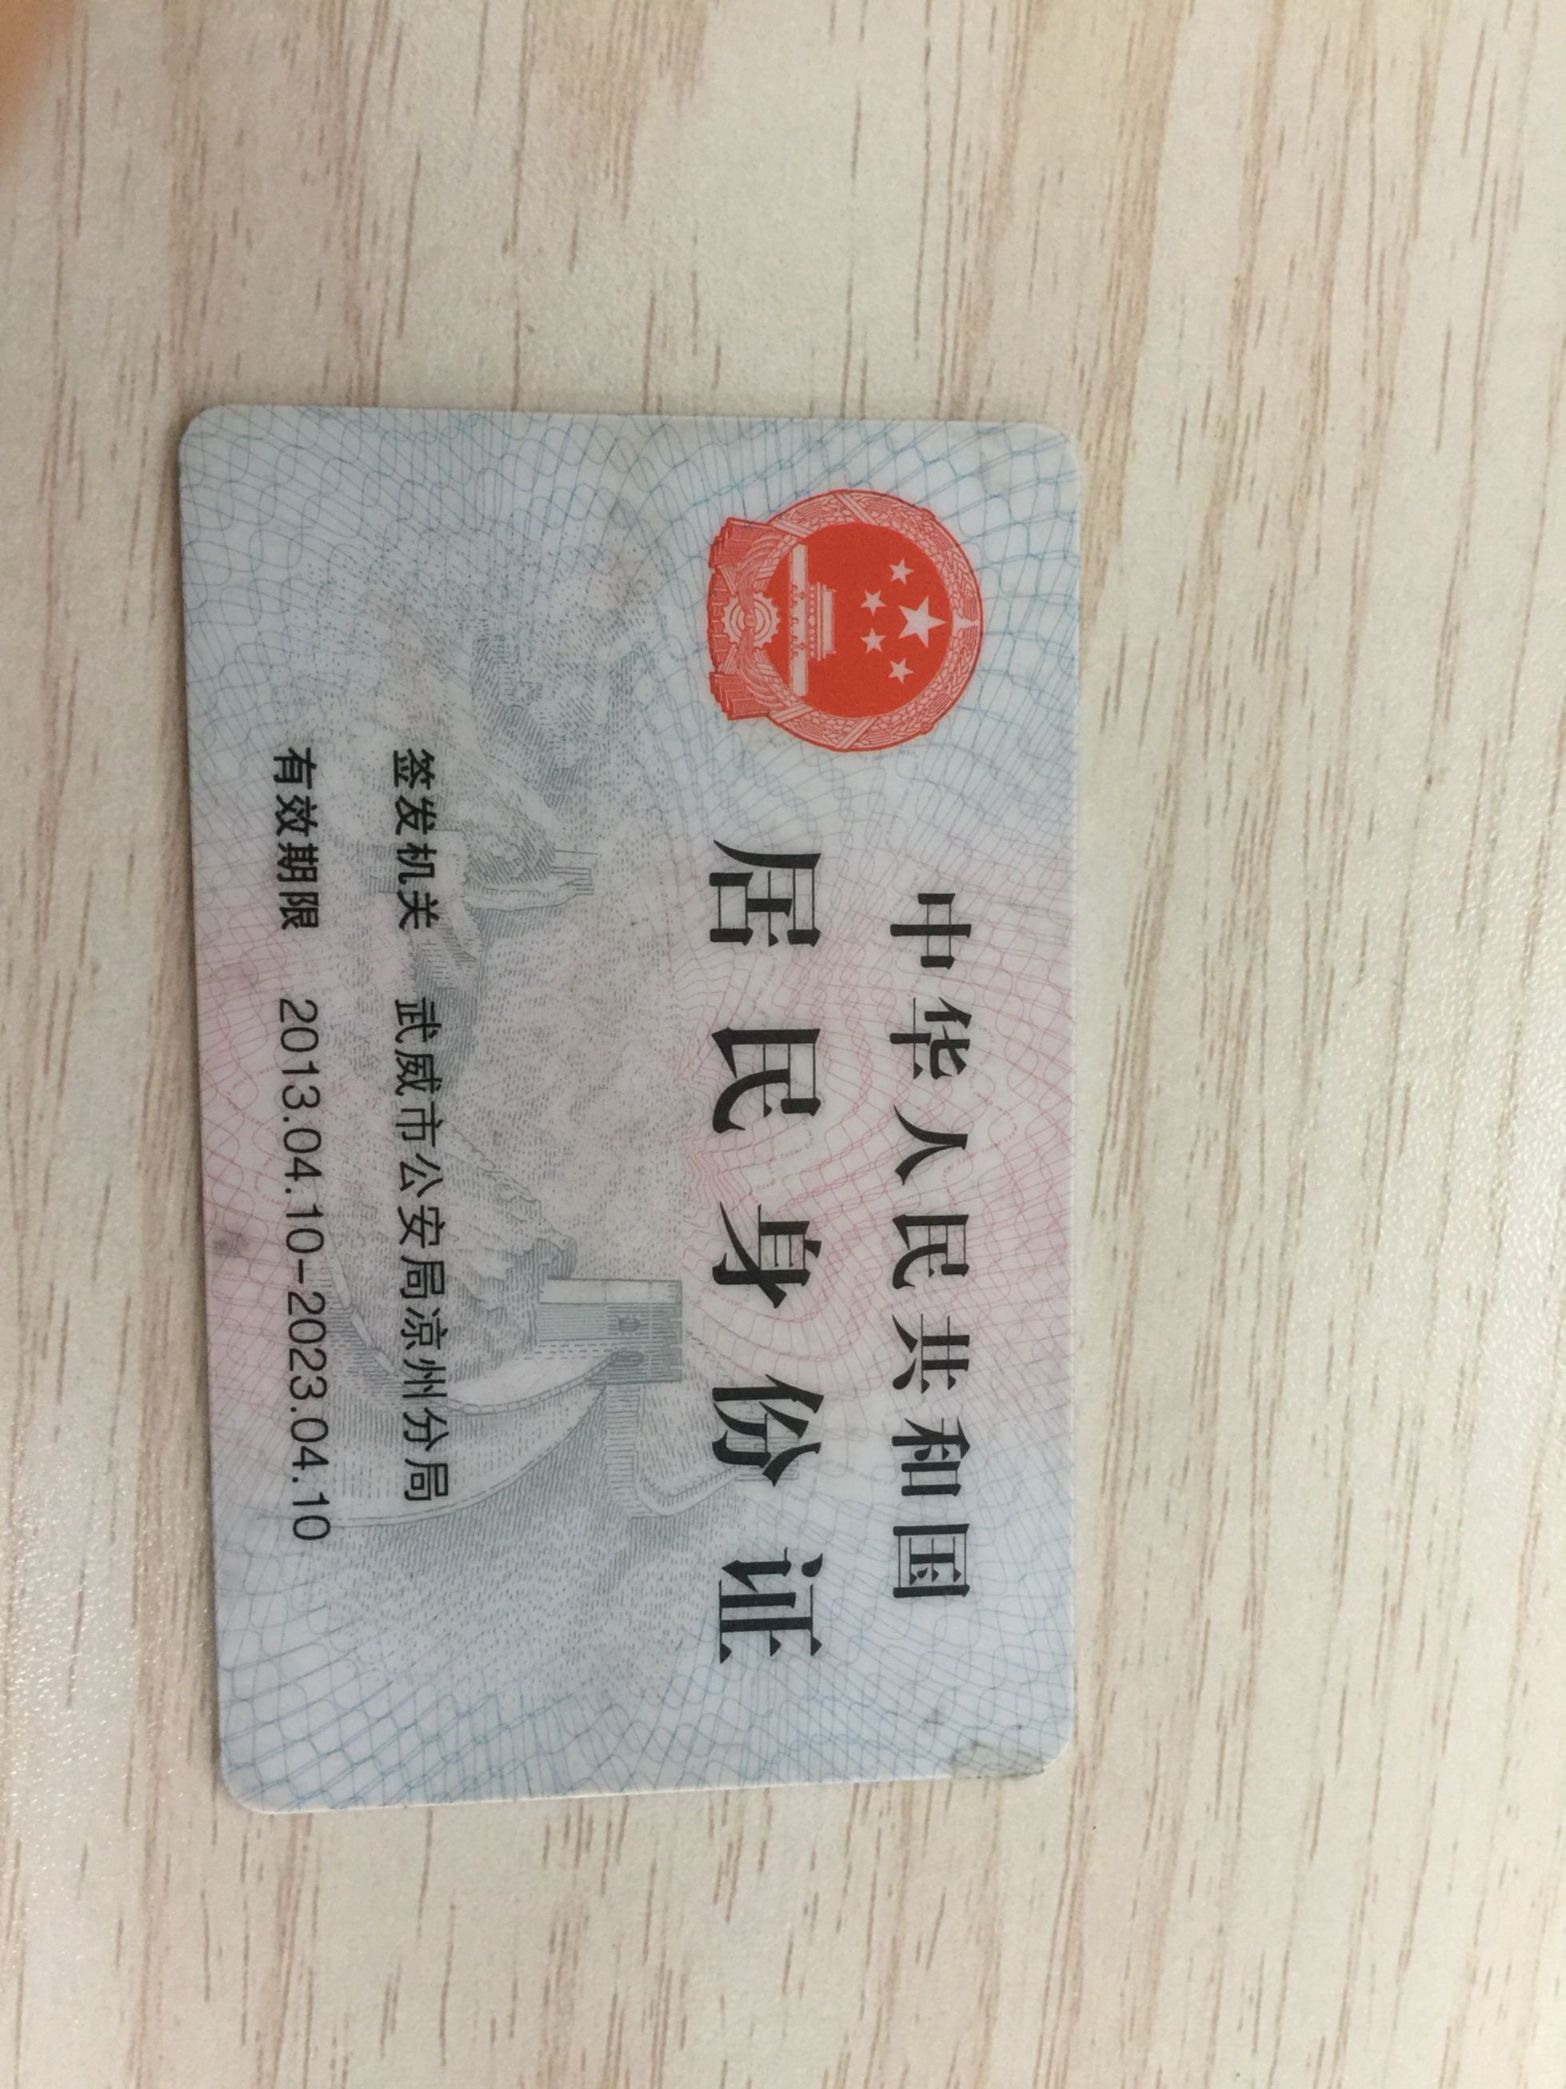 中华人民共和国
居民身份证
签发机关 武威市公安局凉州分局
有效期限 2013.04.10-2023.04.10